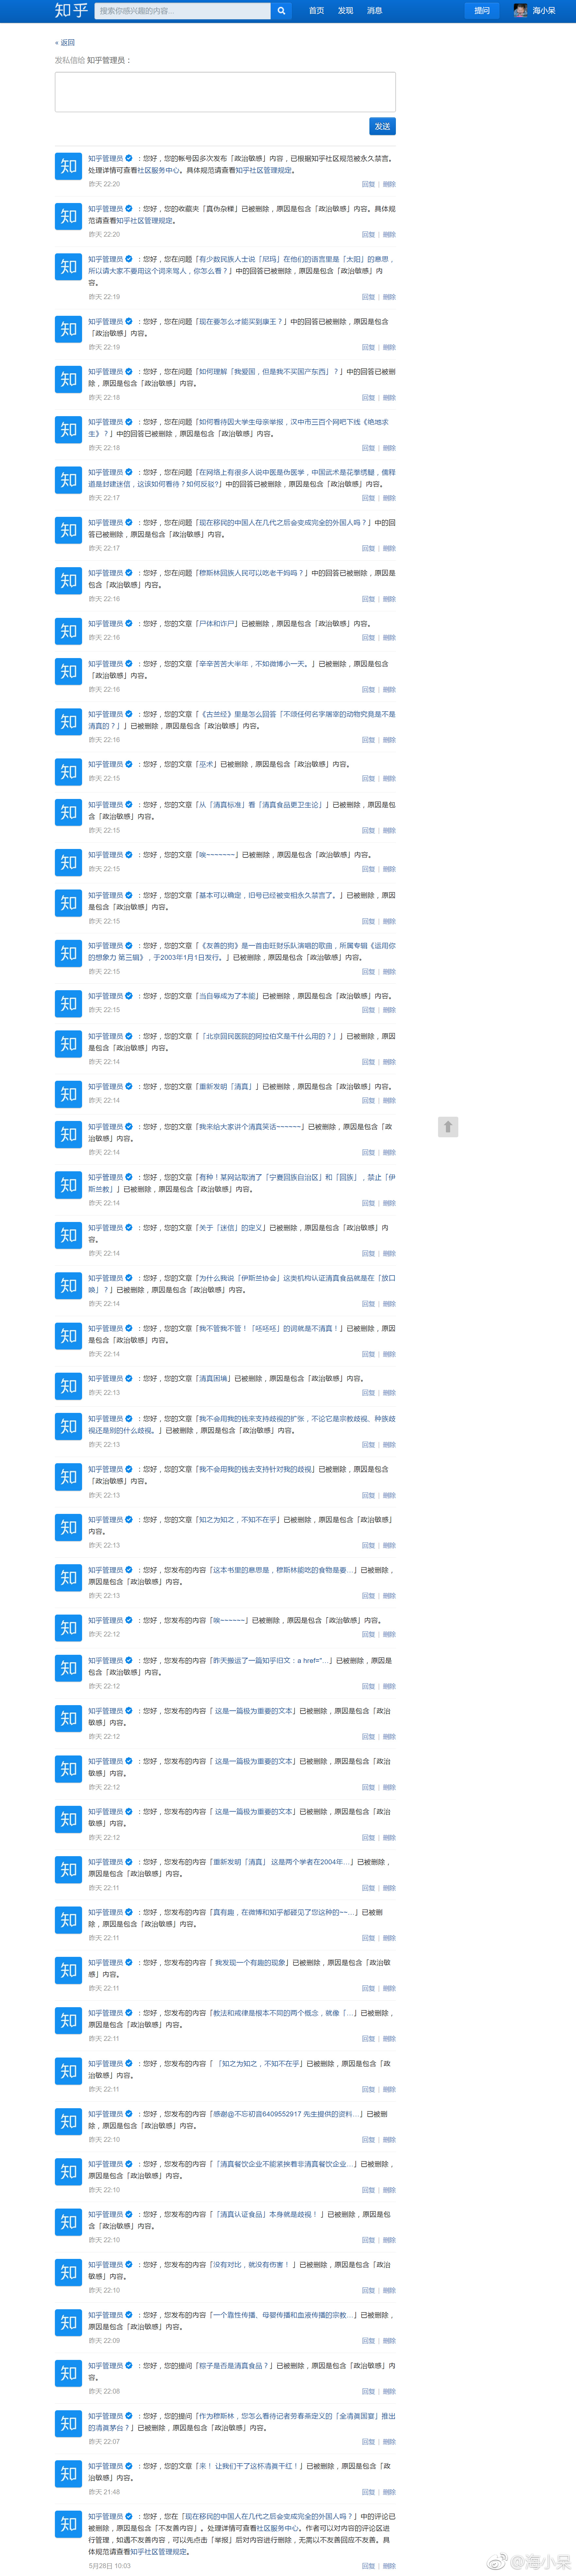 知乎
搜索你感兴趣的内容...
首页 发现 消息
提问
海小呆
« 返回
发私信给 知乎管理员：
发送
知乎管理员 ：您好，您的帐号因多次发布「政治敏感」内容，已根据知乎社区规范被永久禁言。
处理详情可查看社区服务中心。具体规范请查看知乎社区管理规定。
昨天 22:20 回复 | 删除
知乎管理员 ：您好，您的收藏夹「真伪杂糅」已被删除，原因是包含「政治敏感」内容。具体规
范请查看知乎社区管理规定。
昨天 22:20 回复 | 删除
知乎管理员 ：您好，您在问题「有少数民族人士说「尼玛」在他们的语言里是「太阳」的意思，
所以请大家不要用这个词来骂人，你怎么看？」中的回答已被删除，原因是包含「政治敏感」内
容。
昨天 22:19 回复 | 删除
知乎管理员 ：您好，您在问题「现在要怎么才能买到康王？」中的回答已被删除，原因是包含
「政治敏感」内容。
昨天 22:19 回复 | 删除
知乎管理员 ：您好，您在问题「如何理解「我爱国，但是我不买国产东西」？」中的回答已被删
除，原因是包含「政治敏感」内容。
昨天 22:18 回复 | 删除
知乎管理员 ：您好，您在问题「如何看待因大学生母亲举报，汉中市三百个网吧下线《绝地求
生》？」中的回答已被删除，原因是包含「政治敏感」内容。
昨天 22:18 回复 | 删除
知乎管理员 ：您好，您在问题「在网络上有很多人说中医是伪医学，中国武术是花拳绣腿，儒释
道是封建迷信，这该如何看待？如何反驳?」中的回答已被删除，原因是包含「政治敏感」内容。
昨天 22:17 回复 | 删除
知乎管理员 ：您好，您在问题「现在移民的中国人在几代之后会变成完全的外国人吗？」中的回
答已被删除，原因是包含「政治敏感」内容。
昨天 22:17 回复 | 删除
知乎管理员 ：您好，您在问题「穆斯林回族人民可以吃老干妈吗？」中的回答已被删除，原因是
包含「政治敏感」内容。
昨天 22:16 回复 | 删除
知乎管理员 ：您好，您的文章「尸体和诈尸」已被删除，原因是包含「政治敏感」内容。
昨天 22:16 回复 | 删除
知乎管理员 ：您好，您的文章「辛辛苦苦大半年，不如微博小一天。」已被删除，原因是包含
「政治敏感」内容。
昨天 22:16 回复 | 删除
知乎管理员 ：您好，您的文章「《古兰经》里是怎么回答「不颂任何名字屠宰的动物究竟是不是
清真的？」」已被删除，原因是包含「政治敏感」内容。
昨天 22:16 回复 | 删除
知乎管理员 ：您好，您的文章「巫术」已被删除，原因是包含「政治敏感」内容。
昨天 22:15 回复 | 删除
知乎管理员 ：您好，您的文章「从「清真标准」看「清真食品更卫生论」」已被删除，原因是包
含「政治敏感」内容。
昨天 22:15 回复 | 删除
知乎管理员 ：您好，您的文章「唉~~~~~~~」已被删除，原因是包含「政治敏感」内容。
昨天 22:15 回复 | 删除
知乎管理员 ：您好，您的文章「基本可以确定，旧号已经被变相永久禁言了。」已被删除，原因
是包含「政治敏感」内容。
昨天 22:15 回复 | 删除
知乎管理员 ：您好，您的文章「《友善的狗》是一首由旺财乐队演唱的歌曲，所属专辑《运用你
的想象力 第三辑》，于2003年1月1日发行。」已被删除，原因是包含「政治敏感」内容。
昨天 22:15 回复 | 删除
知乎管理员 ：您好，您的文章「当自辱成为了本能」已被删除，原因是包含「政治敏感」内容。
昨天 22:15 回复 | 删除
知乎管理员 ：您好，您的文章「「北京回民医院的阿拉伯文是干什么用的？」」已被删除，原因
是包含「政治敏感」内容。
昨天 22:14 回复 | 删除
知乎管理员 ：您好，您的文章「重新发明「清真」」已被删除，原因是包含「政治敏感」内容。
昨天 22:14 回复 | 删除
知乎管理员 ：您好，您的文章「我来给大家讲个清真笑话~~~~~~」已被删除，原因是包含「政
治敏感」内容。
昨天 22:14 回复 | 删除
知乎管理员 ：您好，您的文章「有种！某网站取消了「宁夏回族自治区」和「回族」，禁止「伊
斯兰教」」已被删除，原因是包含「政治敏感」内容。
昨天 22:14 回复 | 删除
知乎管理员 ：您好，您的文章「关于「迷信」的定义」已被删除，原因是包含「政治敏感」内
容。
昨天 22:14 回复 | 删除
知乎管理员 ：您好，您的文章「为什么我说「伊斯兰协会」这类机构认证清真食品就是在「放口
唤」？」已被删除，原因是包含「政治敏感」内容。
昨天 22:14 回复 | 删除
知乎管理员 ：您好，您的文章「我不管我不管！「呸呸呸」的词就是不清真！」已被删除，原因
是包含「政治敏感」内容。
昨天 22:14 回复 | 删除
知乎管理员 ：您好，您的文章「清真困境」已被删除，原因是包含「政治敏感」内容。
昨天 22:13 回复 | 删除
知乎管理员 ：您好，您的文章「我不会用我的钱来支持歧视的扩张，不论它是宗教歧视、种族歧
视还是别的什么歧视。」已被删除，原因是包含「政治敏感」内容。
昨天 22:13 回复 | 删除
知乎管理员 ：您好，您的文章「我不会用我的钱去支持针对我的歧视」已被删除，原因是包含
「政治敏感」内容。
昨天 22:13 回复 | 删除
知乎管理员 ：您好，您的文章「知之为知之，不知不在乎」已被删除，原因是包含「政治敏感」
内容。
昨天 22:13 回复 | 删除
知乎管理员 ：您好，您发布的内容「这本书里的意思是，穆斯林能吃的食物是要...」已被删除，
原因是包含「政治敏感」内容。
昨天 22:13 回复 | 删除
知乎管理员 ：您好，您发布的内容「唉~~~~~~」已被删除，原因是包含「政治敏感」内容。
昨天 22:12 回复 | 删除
知乎管理员 ：您好，您发布的内容「昨天搬运了一篇知乎旧文：a href="...」已被删除，原因是
包含「政治敏感」内容。
昨天 22:12 回复 | 删除
知乎管理员 ：您好，您发布的内容「 这是一篇极为重要的文本」已被删除，原因是包含「政治
敏感」内容。
昨天 22:12 回复 | 删除
知乎管理员 ：您好，您发布的内容「 这是一篇极为重要的文本」已被删除，原因是包含「政治
敏感」内容。
昨天 22:12 回复 | 删除
知乎管理员 ：您好，您发布的内容「 这是一篇极为重要的文本」已被删除，原因是包含「政治
敏感」内容。
昨天 22:12 回复 | 删除
知乎管理员 ：您好，您发布的内容「重新发明「清真」 这是两个学者在2004年...」已被删除，
原因是包含「政治敏感」内容。
昨天 22:11 回复 | 删除
知乎管理员 ：您好，您发布的内容「真有趣，在微博和知乎都碰见了您这种的~~...」已被删
除，原因是包含「政治敏感」内容。
昨天 22:11 回复 | 删除
知乎管理员 ：您好，您发布的内容「 我发现一个有趣的现象」已被删除，原因是包含「政治敏
感」内容。
昨天 22:11 回复 | 删除
知乎管理员 ：您好，您发布的内容「教法和戒律是根本不同的两个概念，就像「...」已被删除，
原因是包含「政治敏感」内容。
昨天 22:11 回复 | 删除
知乎管理员 ：您好，您发布的内容「 「知之为知之，不知不在乎」已被删除，原因是包含「政
治敏感」内容。
昨天 22:11 回复 | 删除
知乎管理员 ：您好，您发布的内容「感谢@不忘初音6409552917 先生提供的资料...」已被删
除，原因是包含「政治敏感」内容。
昨天 22:10 回复 | 删除
知乎管理员 ：您好，您发布的内容「「清真餐饮企业不能紧挨着非清真餐饮企业...」已被删除，
原因是包含「政治敏感」内容。
昨天 22:10 回复 | 删除
知乎管理员 ：您好，您发布的内容「「清真认证食品」本身就是歧视！ 」已被删除，原因是包
含「政治敏感」内容。
昨天 22:10 回复 | 删除
知乎管理员 ：您好，您发布的内容「没有对比，就没有伤害！ 」已被删除，原因是包含「政治
敏感」内容。
昨天 22:10 回复 | 删除
知乎管理员 ：您好，您发布的内容「一个靠性传播、母婴传播和血液传播的宗教...」已被删除，
原因是包含「政治敏感」内容。
昨天 22:09 回复 | 删除
知乎管理员 ：您好，您的提问「粽子是否是清真食品？」已被删除，原因是包含「政治敏感」内
容。
昨天 22:08 回复 | 删除
知乎管理员 ：您好，您的提问「作为穆斯林，您怎么看待记者劳春燕定义的「全清真国宴」推出
的清真茅台？」已被删除，原因是包含「政治敏感」内容。
昨天 22:07 回复 | 删除
知乎管理员 ：您好，您的文章「来！ 让我们干了这杯清真干红！」已被删除，原因是包含「政
治敏感」内容。
昨天 21:48 回复 | 删除
知乎管理员 ：您好，您在「现在移民的中国人在几代之后会变成完全的外国人吗？」中的评论已
被删除，原因是包含「不友善内容」。处理详情可查看社区服务中心。作者可以对内容的评论区进
行管理，如遇不友善内容，可以先点击「举报」后对内容进行删除，无需以不友善回应不友善。具
体规范请查看知乎社区管理规定。
5月28日 10:03 回复 | 删除
@海小呆